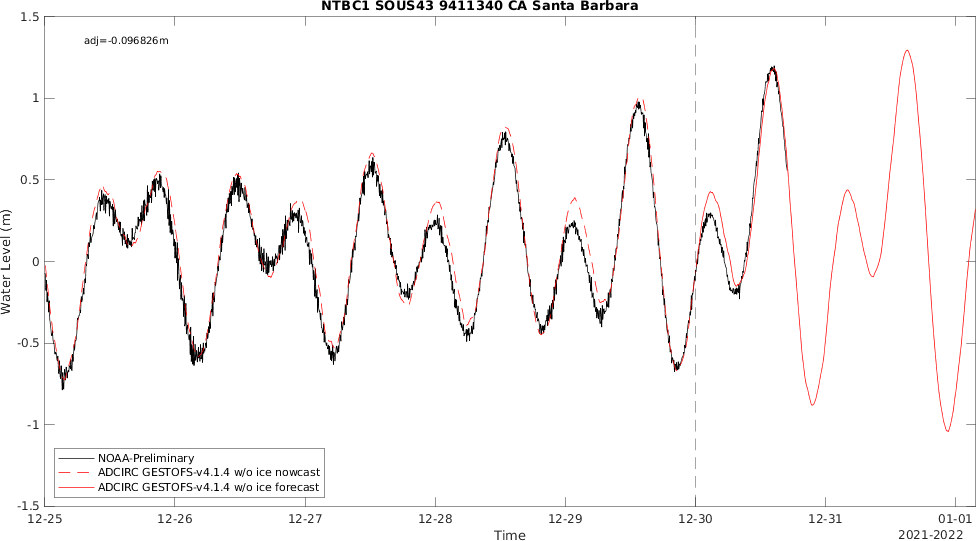 NTBC1 SOUS43 9411340 CA Santa Barbara
adj=-0.096826m
1.5
1
0.5
0
-0.5
-1
-1.5
Water Level (m)
NOAA-Preliminary
ADCIRC GESTOFS-v4.1.4 w/o ice nowcast
ADCIRC GESTOFS-v4.1.4 w/o ice forecast
12-25 12-26 12-27 12-28 12-29 12-30 12-31 01-01
Time
2021-2022